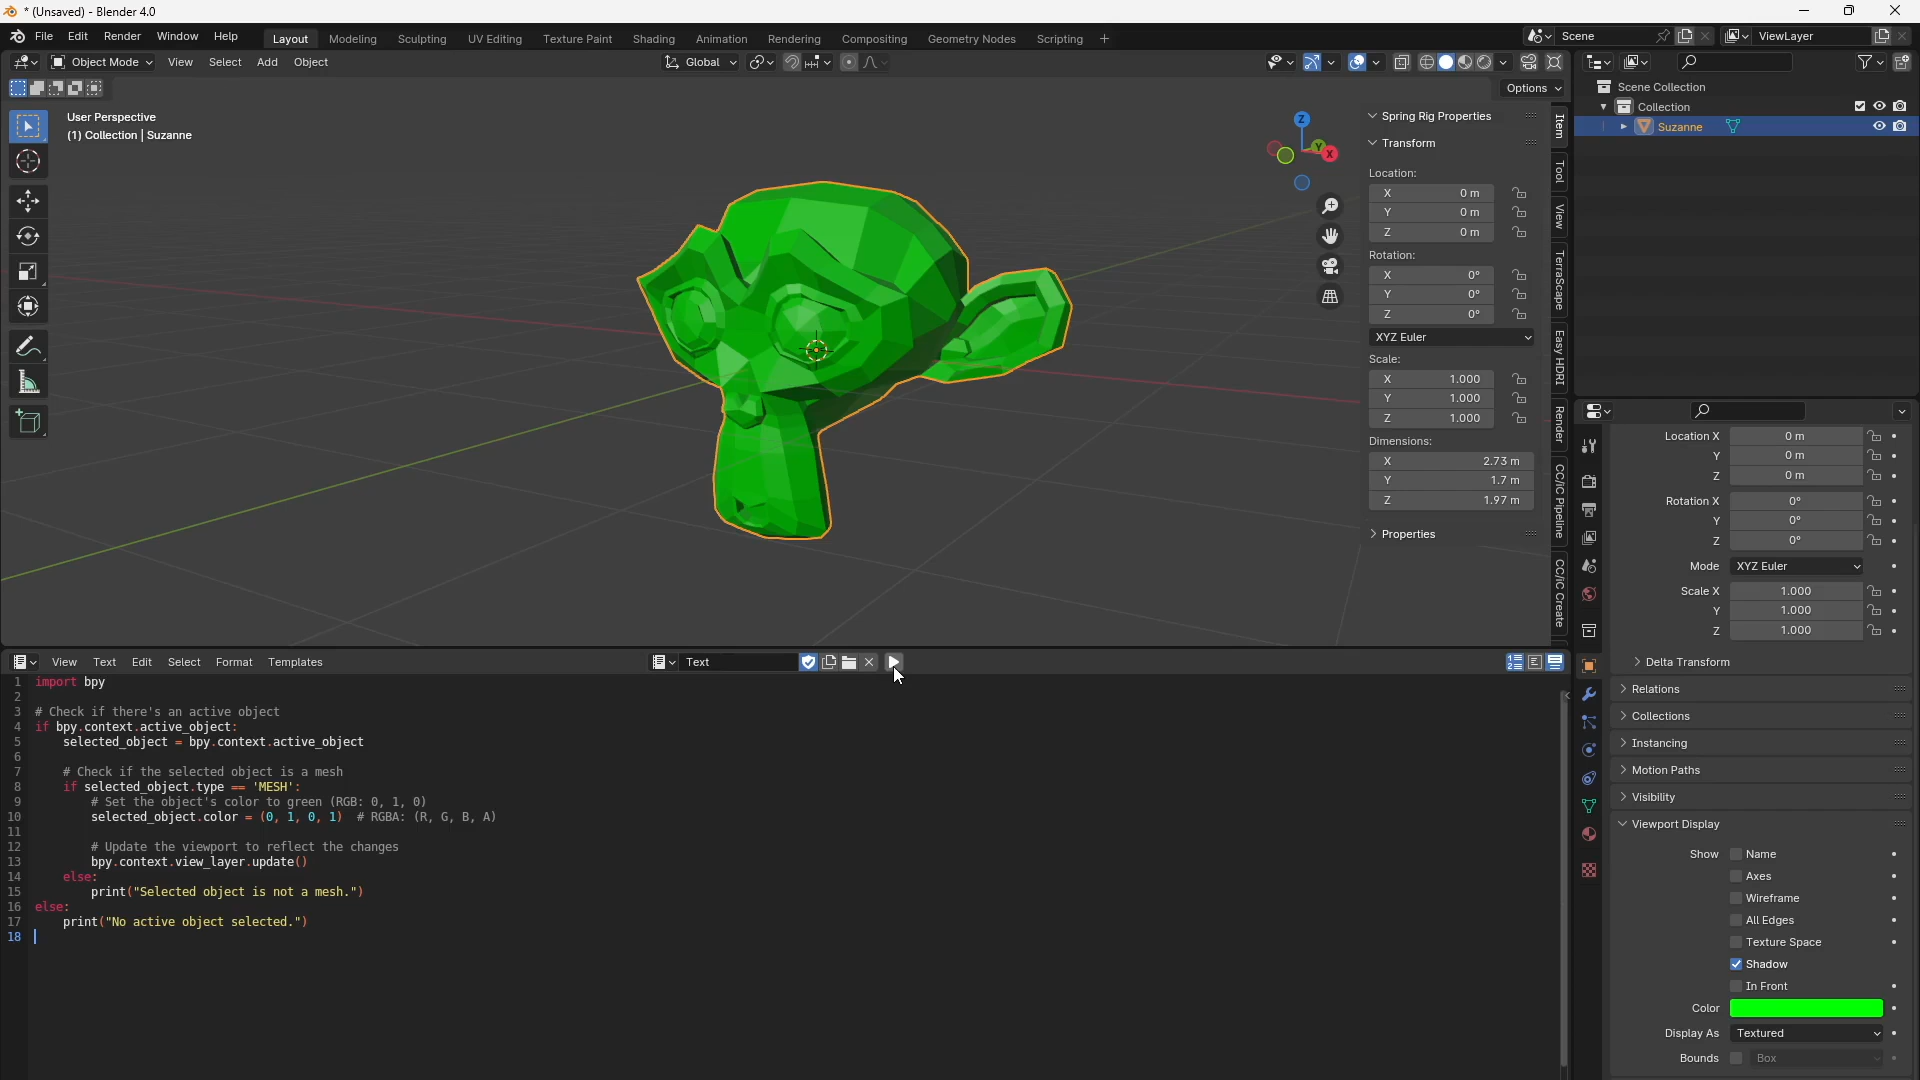 * (Unsaved) - Blender 4.0
File Edit Render Window Help
Layout Modeling Sculpting UV Editing Texture Paint Shading Animation Rendering Compositing Geometry Nodes Scripting +
Scene
ViewLayer
Object Mode View Select Add Object
Global
Options
User Perspective
(1) Collection | Suzanne
Z
Y
X
Spring Rig Properties
Transform
Location:
X 0 m
Y 0 m
Z 0 m
Rotation:
X 0°
Y 0°
Z 0°
XYZ Euler
Scale:
X 1.000
Y 1.000
Z 1.000
Dimensions:
X 2.73 m
Y 1.7 m
Z 1.97 m
Properties
Item
Tool
View
TerraScape
Easy HDRI
Render
CC/iC Pipeline
CC/iC Create
Scene Collection
Collection
Suzanne
Location X 0 m
Y 0 m
Z 0 m
Rotation X 0°
Y 0°
Z 0°
Mode XYZ Euler
Scale X 1.000
Y 1.000
Z 1.000
Delta Transform
Relations
Collections
Instancing
Motion Paths
Visibility
Viewport Display
Show Name
Axes
Wireframe
All Edges
Texture Space
Shadow
In Front
Color
Display As Textured
Bounds Box
View Text Edit Select Format Templates
Text
1 import bpy
2
3 # Check if there's an active object
4 if bpy.context.active_object:
5 selected_object = bpy.context.active_object
6
7 # Check if the selected object is a mesh
8 if selected_object.type == 'MESH':
9 # Set the object's color to green (RGB: 0, 1, 0)
10 selected_object.color = (0, 1, 0, 1) # RGBA: (R, G, B, A)
11
12 # Update the viewport to reflect the changes
13 bpy.context.view_layer.update()
14 else:
15 print("Selected object is not a mesh.")
16 else:
17 print("No active object selected.")
18